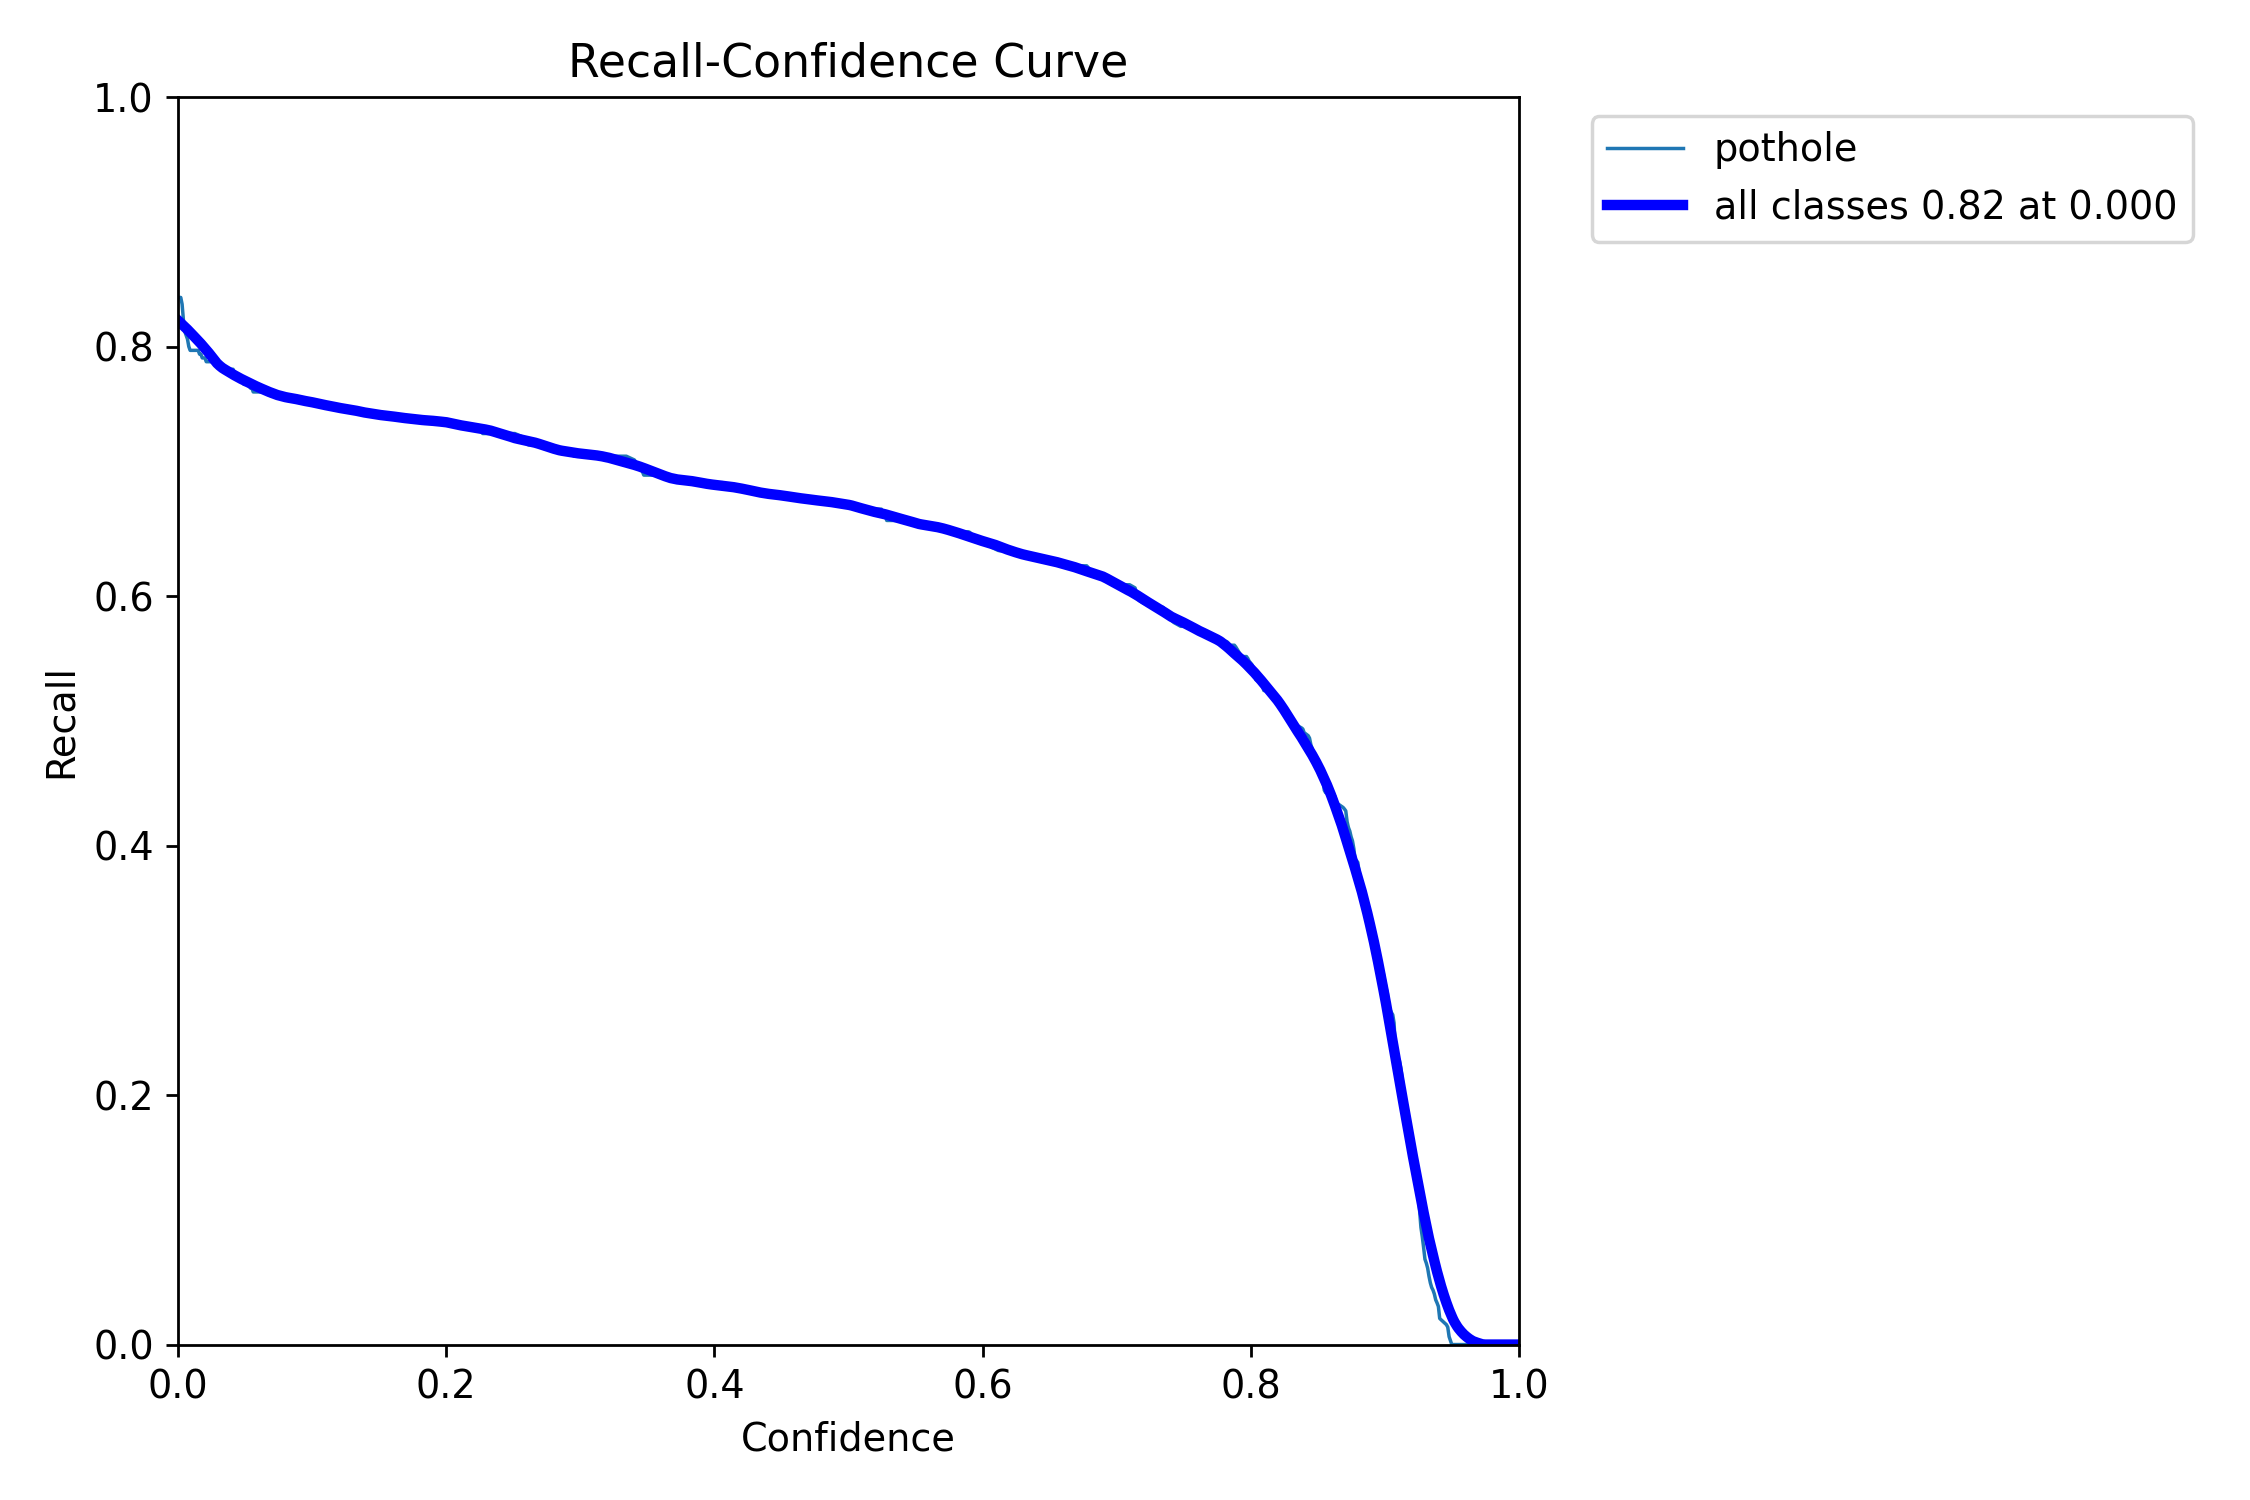 Recall-Confidence Curve
1.0
0.8
0.6
0.4
0.2
0.0
Recall
0.0 0.2 0.4 0.6 0.8 1.0
Confidence
pothole
all classes 0.82 at 0.000